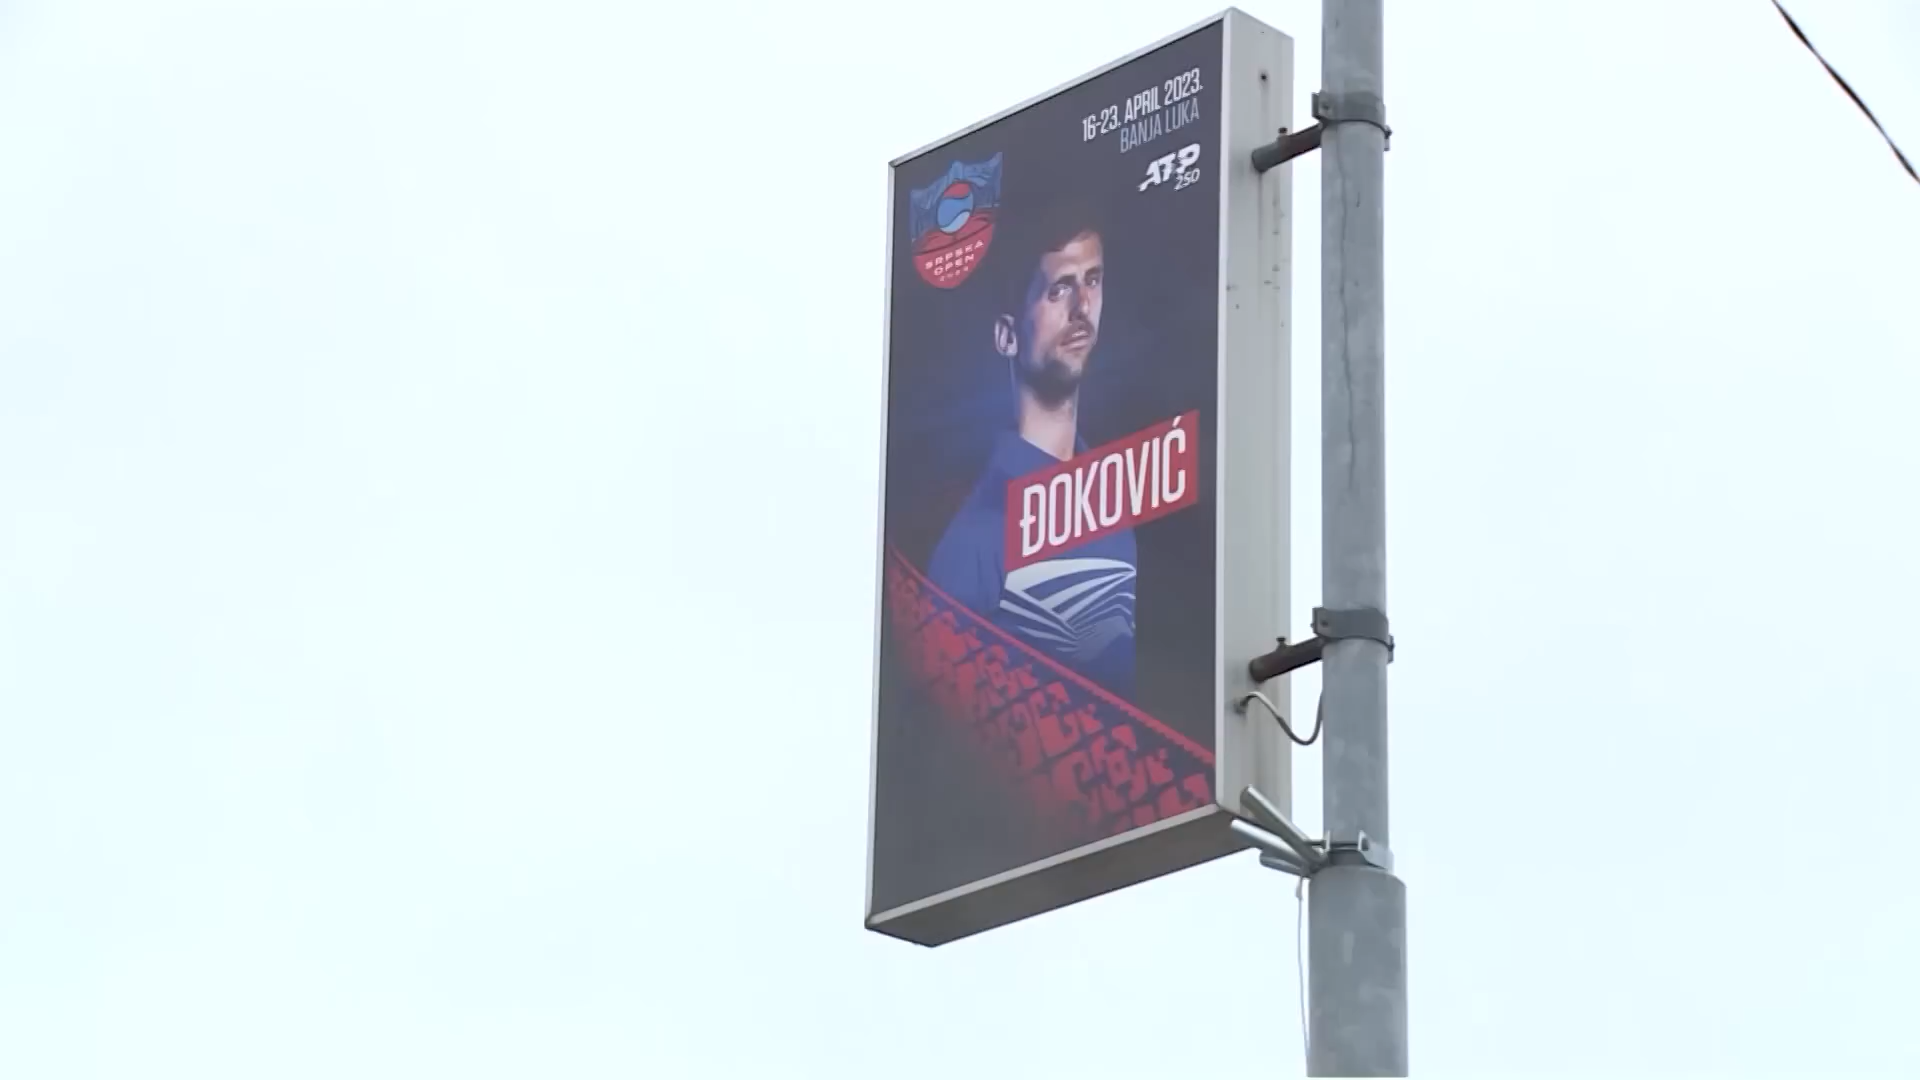 16-23. APRIL 2023.
BANJA LUKA
ATP
250
SRPSKA
OPEN
ĐOKOVIĆ